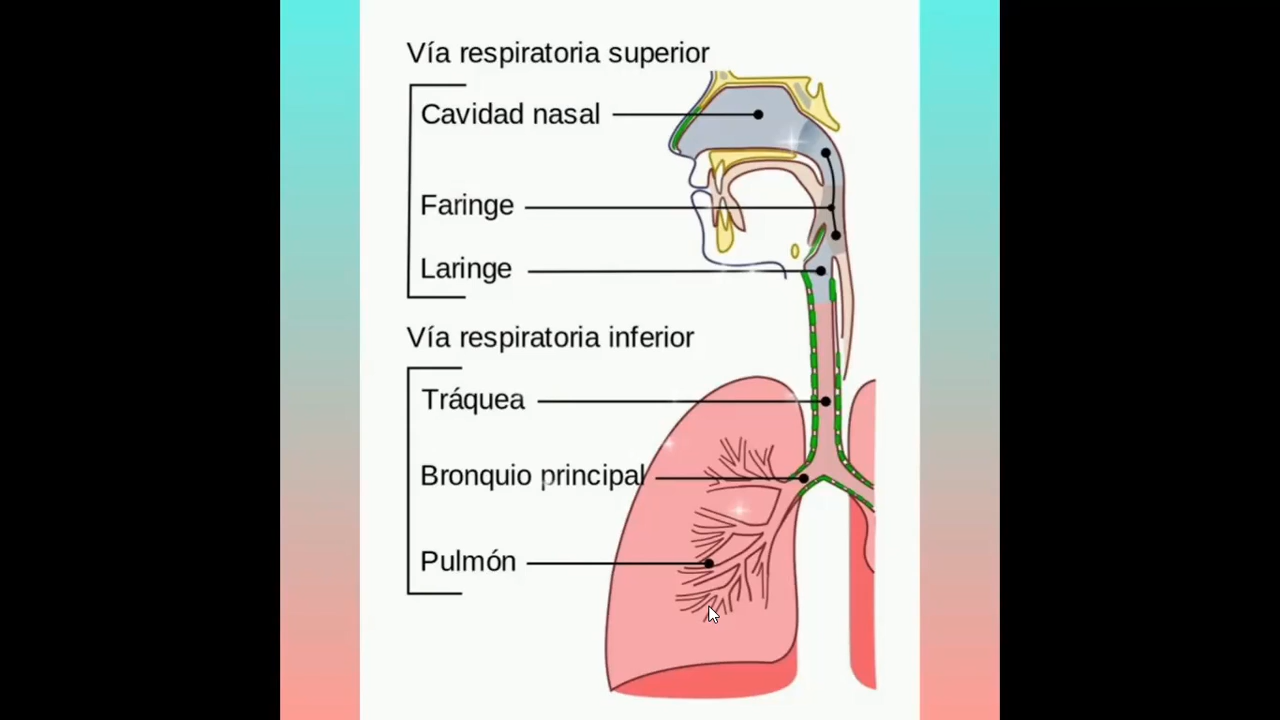 Vía respiratoria superior
Cavidad nasal
Faringe
Laringe
Vía respiratoria inferior
Tráquea
Bronquio principal
Pulmón